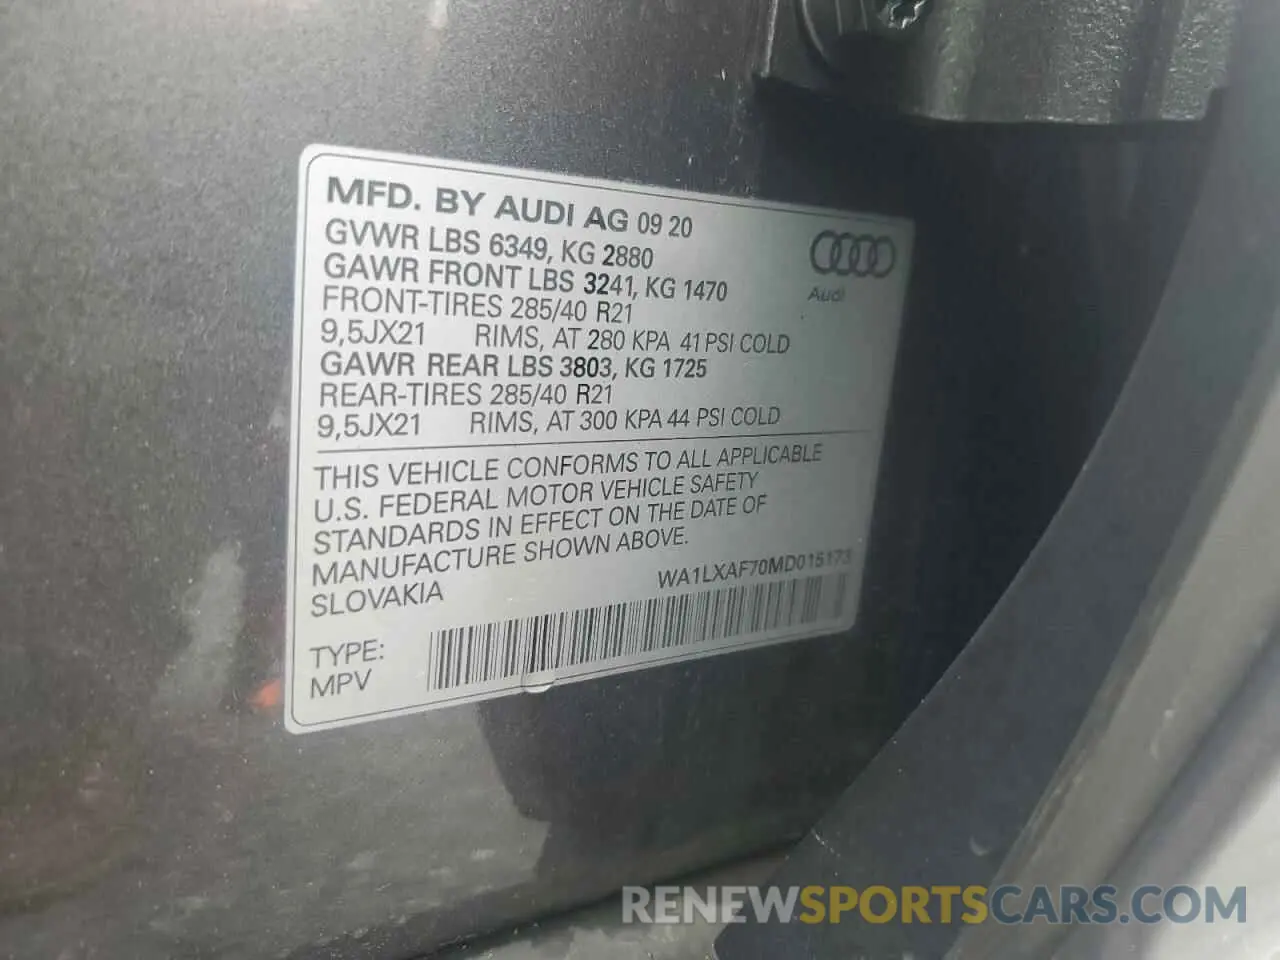 MFD. BY AUDI AG 09 20
GVWR LBS 6349, KG 2880
GAWR FRONT LBS 3241, KG 1470
FRONT-TIRES 285/40 R21
9,5JX21 RIMS, AT 280 KPA 41 PSI COLD
GAWR REAR LBS 3803, KG 1725
REAR-TIRES 285/40 R21
9,5JX21 RIMS, AT 300 KPA 44 PSI COLD
Audi
THIS VEHICLE CONFORMS TO ALL APPLICABLE
U.S. FEDERAL MOTOR VEHICLE SAFETY
STANDARDS IN EFFECT ON THE DATE OF
MANUFACTURE SHOWN ABOVE.
SLOVAKIA
WA1LXAF70MD015173
TYPE:
MPV
RENEWSPORTSCARS.COM